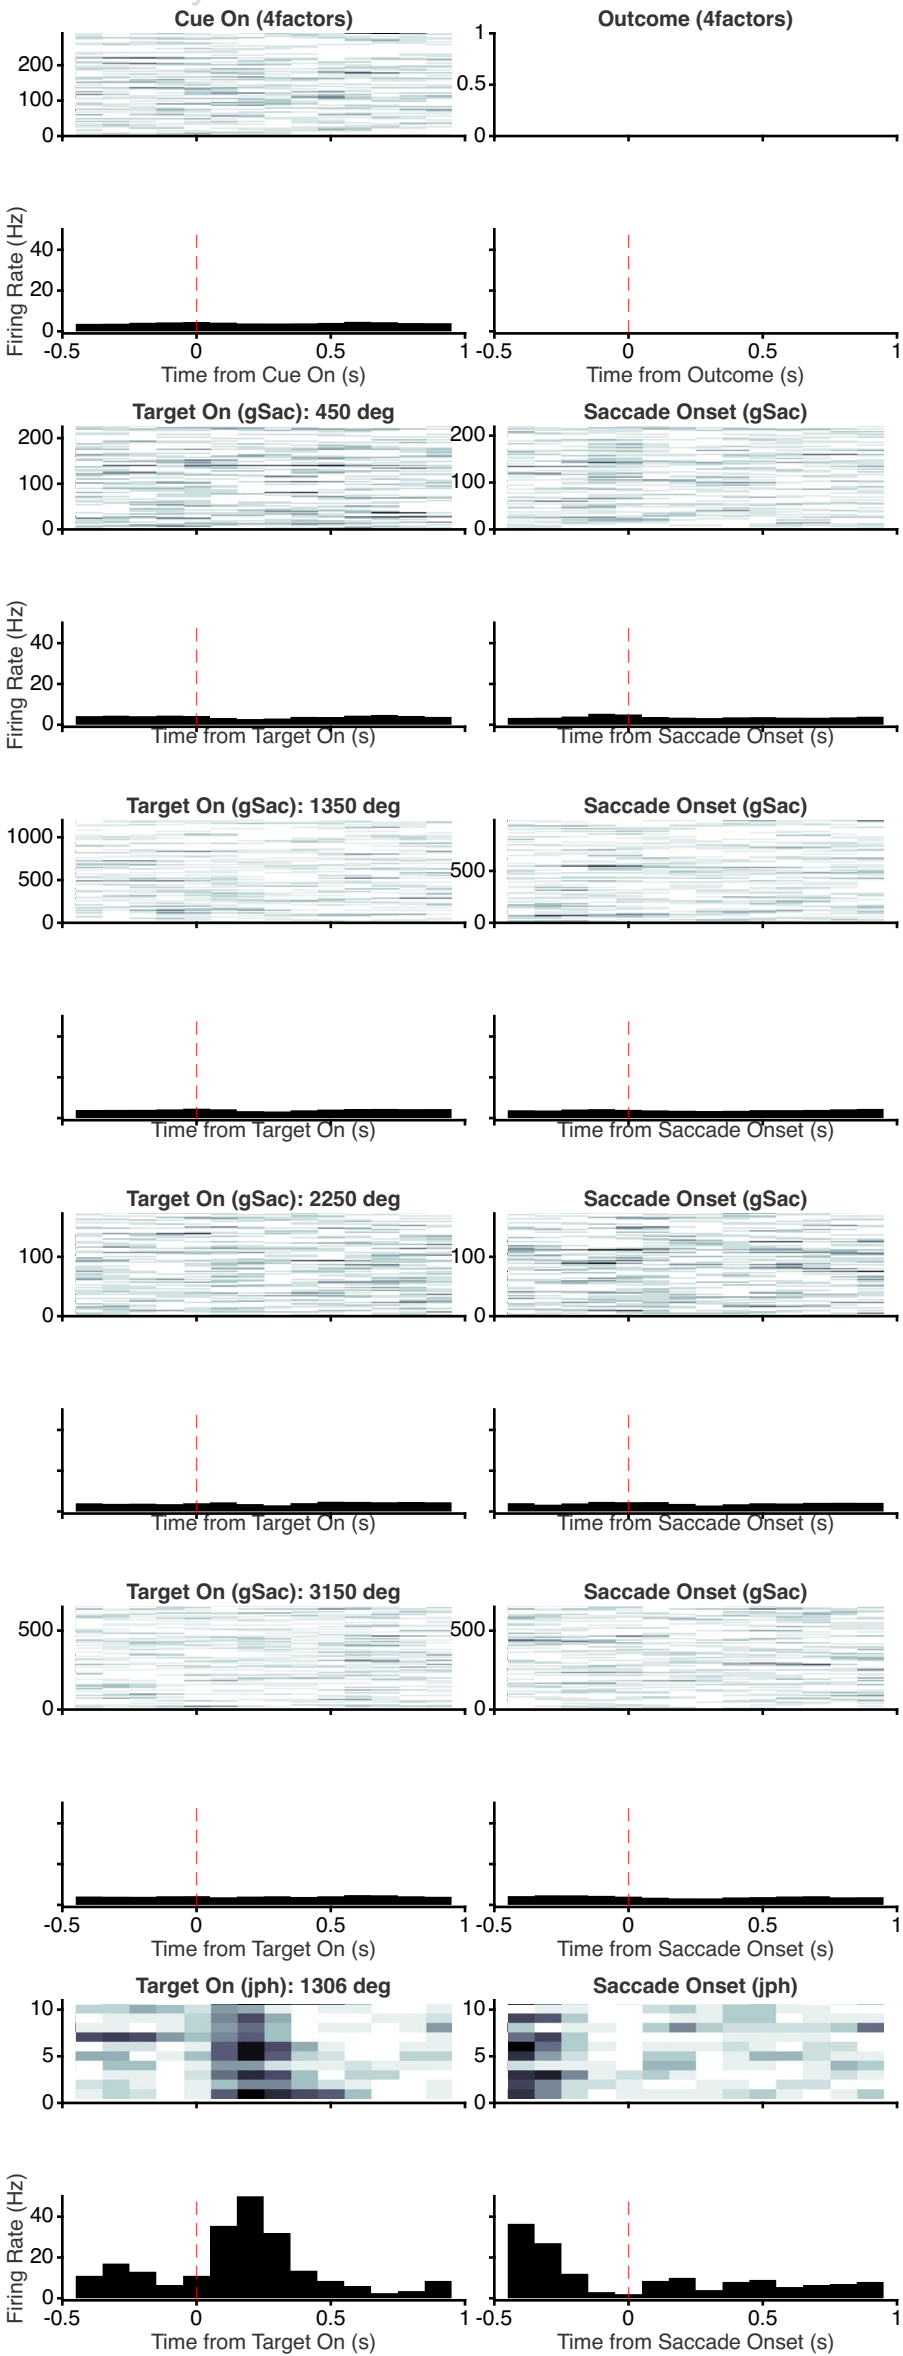 Cue On (4factors) Outcome (4factors)
200
100
0
1
0.5
0
Firing Rate (Hz)
40
20
0
-0.5 0 0.5 1 -0.5 0 0.5 1
Time from Cue On (s) Time from Outcome (s)
Target On (gSac): 450 deg Saccade Onset (gSac)
200
100
0
200
100
0
Firing Rate (Hz)
40
20
0
Time from Target On (s) Time from Saccade Onset (s)
Target On (gSac): 1350 deg Saccade Onset (gSac)
1000
500
0
500
0
Time from Target On (s) Time from Saccade Onset (s)
Target On (gSac): 2250 deg Saccade Onset (gSac)
100
0
100
0
Time from Target On (s) Time from Saccade Onset (s)
Target On (gSac): 3150 deg Saccade Onset (gSac)
500
0
500
0
-0.5 0 0.5 1 -0.5 0 0.5 1
Time from Target On (s) Time from Saccade Onset (s)
Target On (jph): 1306 deg Saccade Onset (jph)
10
5
0
10
5
0
Firing Rate (Hz)
40
20
0
-0.5 0 0.5 1 -0.5 0 0.5 1
Time from Target On (s) Time from Saccade Onset (s)